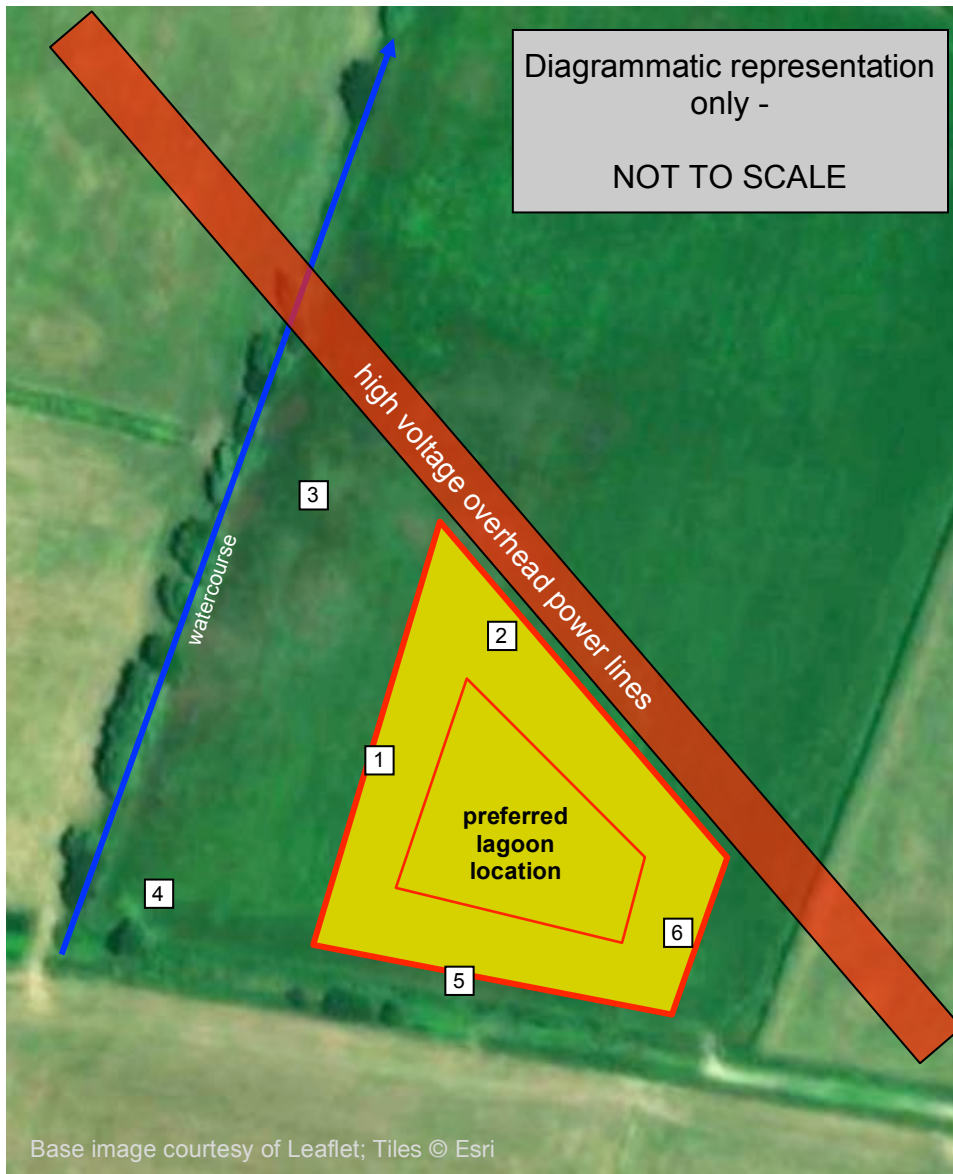 Diagrammatic representation
only -
NOT TO SCALE
high voltage overhead power lines
3
watercourse
2
1
preferred
lagoon
location
4
6
5
Base image courtesy of Leaflet; Tiles © Esri